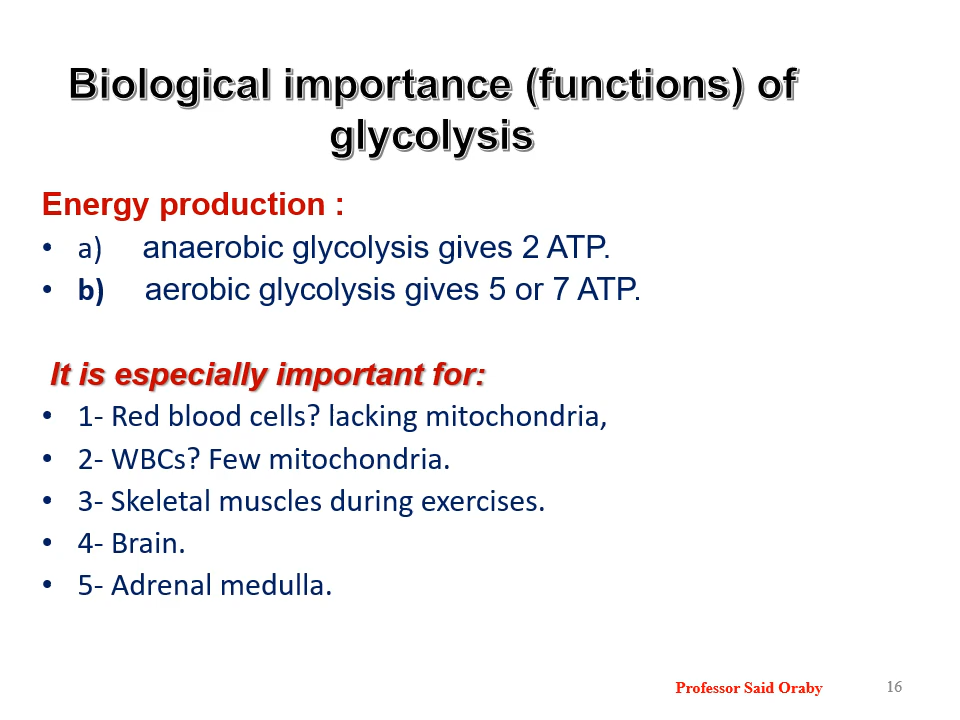 Biological importance (functions) of
glycolysis
Energy production :
• a) anaerobic glycolysis gives 2 ATP.
• b) aerobic glycolysis gives 5 or 7 ATP.
It is especially important for:
• 1- Red blood cells? lacking mitochondria,
• 2- WBCs? Few mitochondria.
• 3- Skeletal muscles during exercises.
• 4- Brain.
• 5- Adrenal medulla.
Professor Said Oraby 16